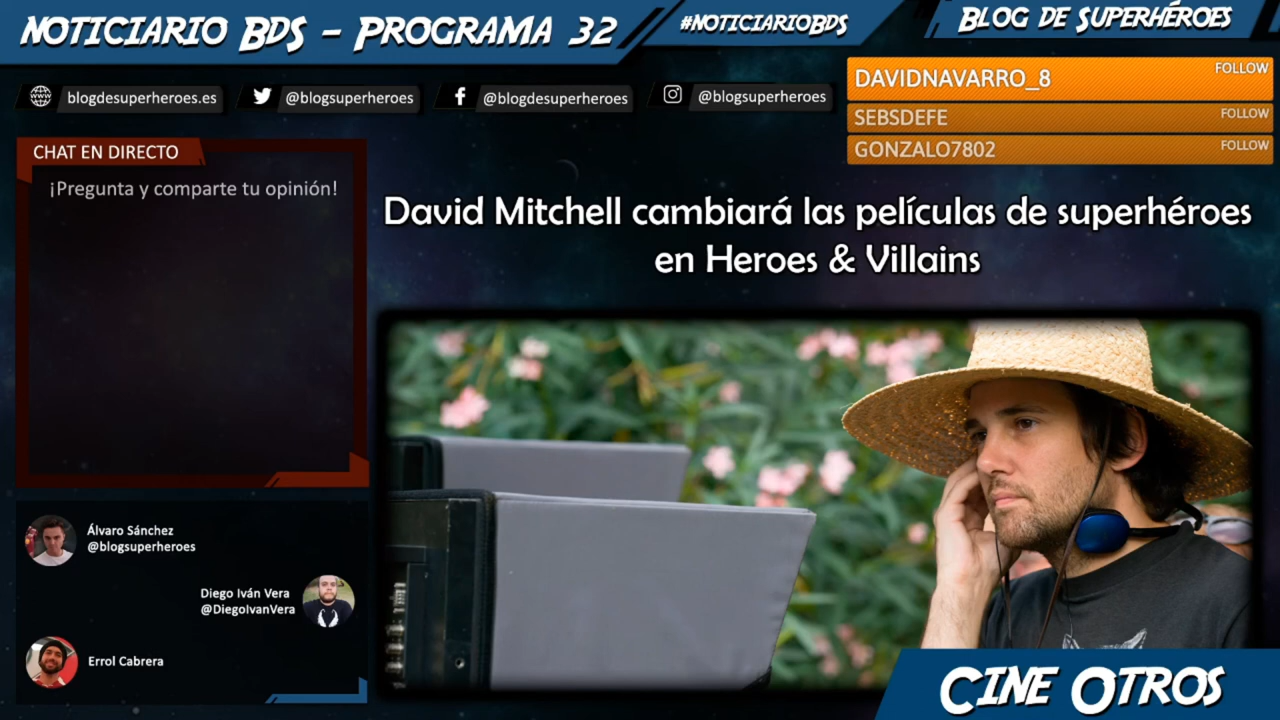 NOTICIARIO BDS - PROGRAMA 32
#NOTICIARIOBDS
BLOG DE SUPERHÉROES
blogdesuperheroes.es
@blogsuperheroes
@blogdesuperheroes
@blogsuperheroes
DAVIDNAVARRO_8 FOLLOW
SEBSDEFE FOLLOW
GONZALO7802 FOLLOW
CHAT EN DIRECTO
¡Pregunta y comparte tu opinión!
David Mitchell cambiará las películas de superhéroes
en Heroes & Villains
Álvaro Sánchez
@blogsuperheroes
Diego Iván Vera
@DiegoIvanVera
Errol Cabrera
CINE OTROS